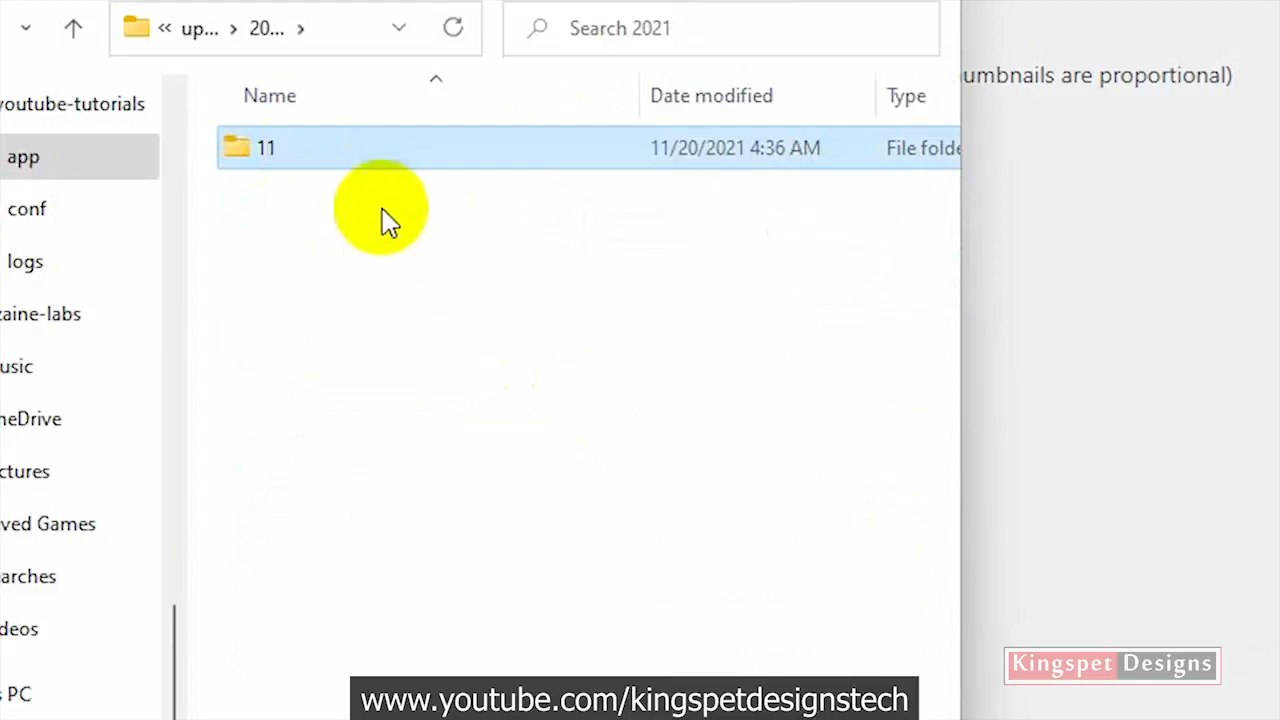 « up... › 20... ›
Search 2021
umbnails are proportional)
Name
Date modified
Type
11
11/20/2021 4:36 AM
File folde
youtube-tutorials
app
conf
logs
zaine-labs
usic
neDrive
ctures
ved Games
arches
deos
PC
Kingspet Designs
www.youtube.com/kingspetdesignstech